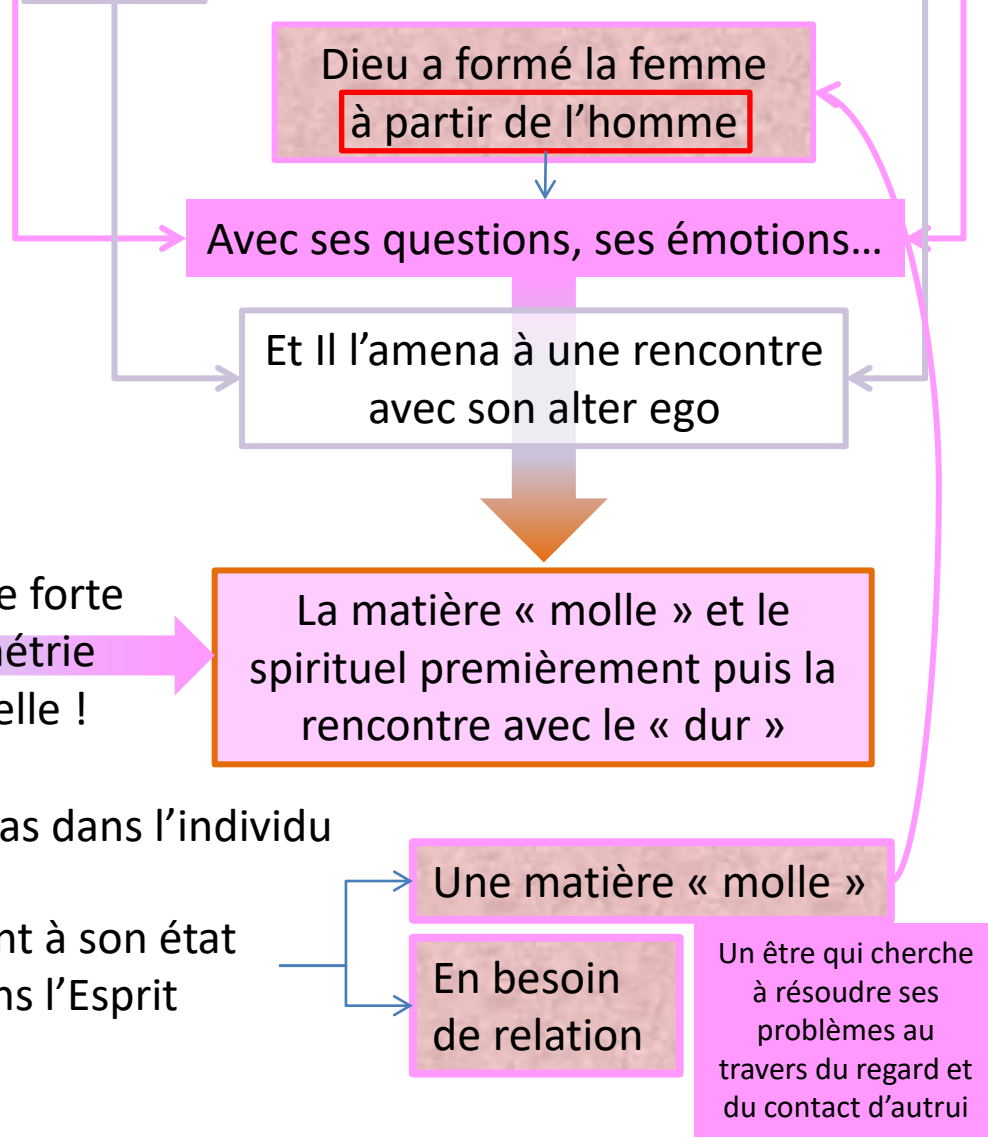 Dieu a formé la femme
à partir de l’homme
Avec ses questions, ses émotions…
Et Il l’amena à une rencontre
avec son alter ego
e forte
étrie
elle !
La matière « molle » et le
spirituel premièrement puis la
rencontre avec le « dur »
as dans l’individu
nt à son état
ns l’Esprit
Une matière « molle »
En besoin
de relation
Un être qui cherche
à résoudre ses
problèmes au
travers du regard et
du contact d’autrui